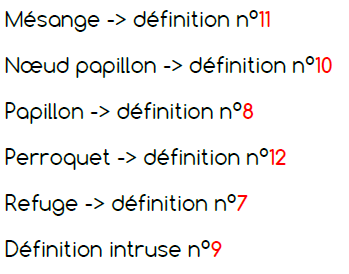 Mésange -> définition n°11
Nœud papillon -> définition n°10
Papillon -> définition n°8
Perroquet -> définition n°12
Refuge -> définition n°7
Définition intruse n°9